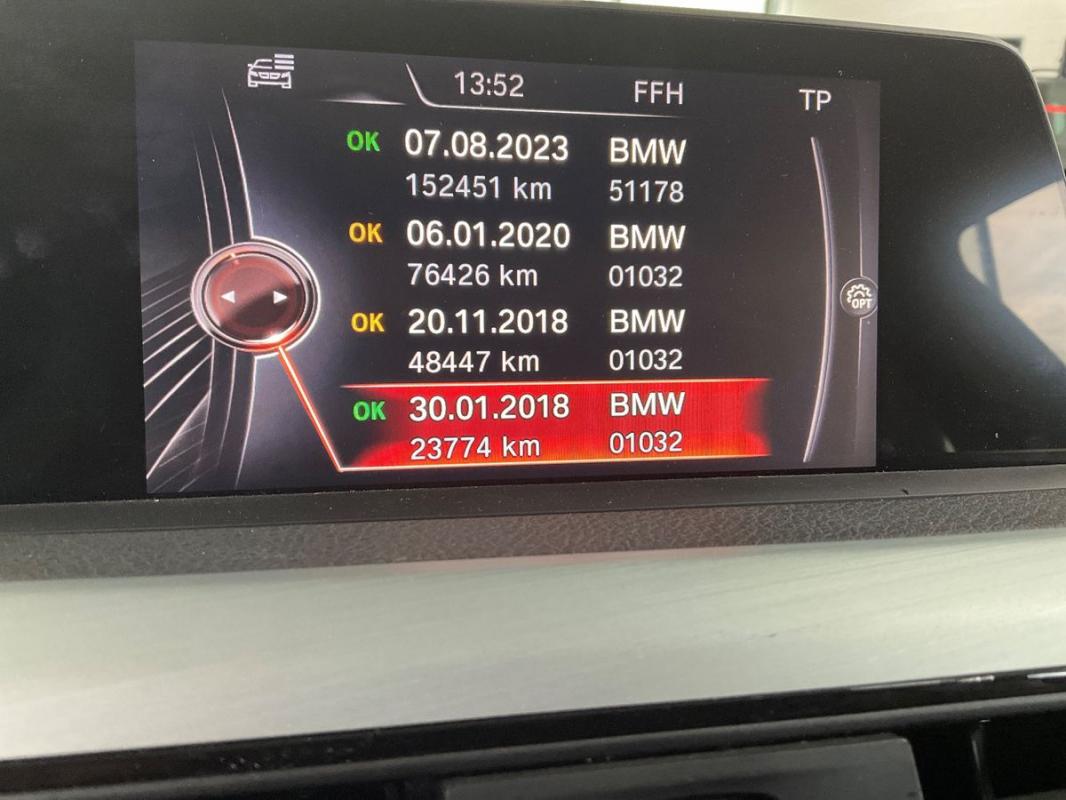 13:52 FFH TP
OK 07.08.2023 BMW
152451 km 51178
OK 06.01.2020 BMW
76426 km 01032
OK 20.11.2018 BMW
48447 km 01032
OK 30.01.2018 BMW
23774 km 01032
OPT